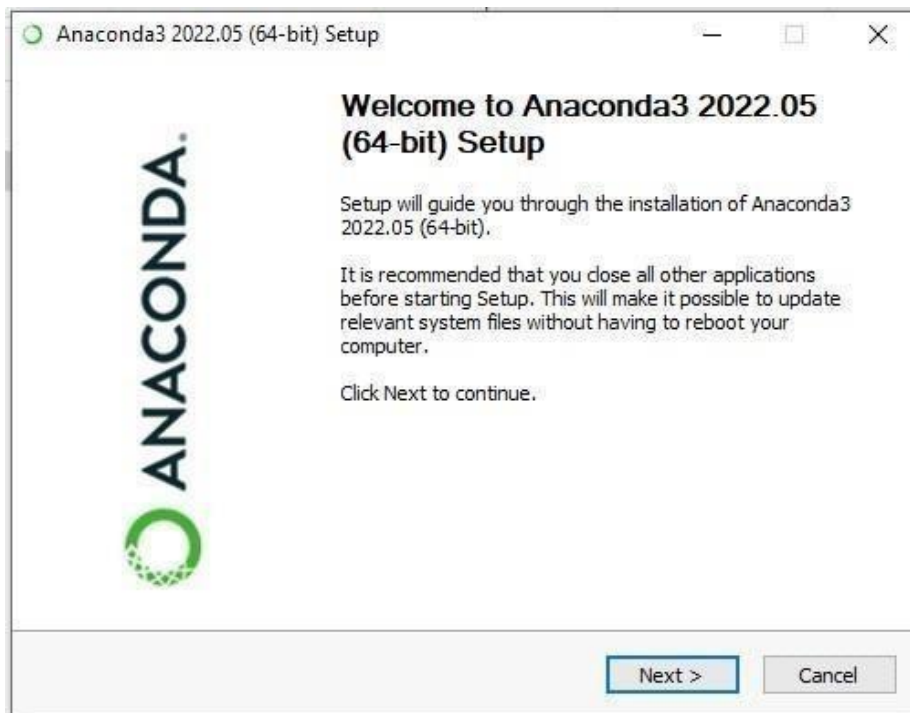 Anaconda3 2022.05 (64-bit) Setup
Welcome to Anaconda3 2022.05
(64-bit) Setup
Setup will guide you through the installation of Anaconda3
2022.05 (64-bit).
It is recommended that you close all other applications
before starting Setup. This will make it possible to update
relevant system files without having to reboot your
computer.
Click Next to continue.
ANACONDA.
Next >
Cancel